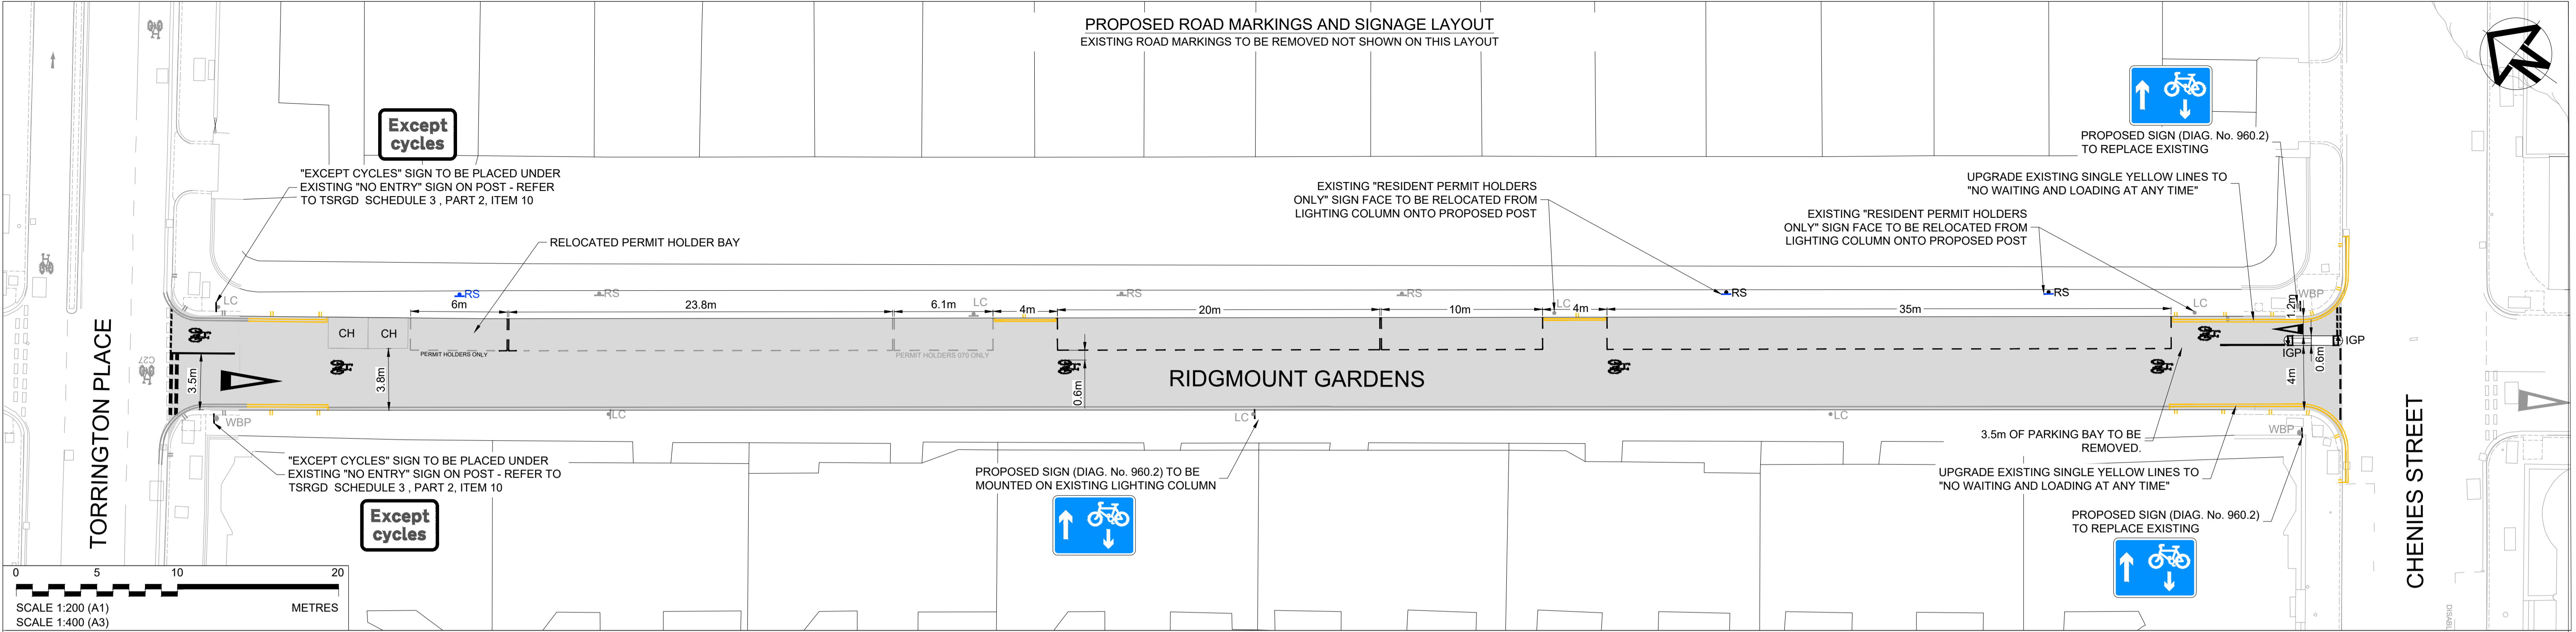 PROPOSED ROAD MARKINGS AND SIGNAGE LAYOUT
EXISTING ROAD MARKINGS TO BE REMOVED NOT SHOWN ON THIS LAYOUT
N
Except
cycles
"EXCEPT CYCLES" SIGN TO BE PLACED UNDER
EXISTING "NO ENTRY" SIGN ON POST - REFER
TO TSRGD SCHEDULE 3 , PART 2, ITEM 10
RELOCATED PERMIT HOLDER BAY
EXISTING "RESIDENT PERMIT HOLDERS
ONLY" SIGN FACE TO BE RELOCATED FROM
LIGHTING COLUMN ONTO PROPOSED POST
EXISTING "RESIDENT PERMIT HOLDERS
ONLY" SIGN FACE TO BE RELOCATED FROM
LIGHTING COLUMN ONTO PROPOSED POST
PROPOSED SIGN (DIAG. No. 960.2)
TO REPLACE EXISTING
UPGRADE EXISTING SINGLE YELLOW LINES TO
"NO WAITING AND LOADING AT ANY TIME"
LC
RS
RS
RS
RS
RS
RS
LC
LC
LC
WBP
6m
23.8m
6.1m
4m
20m
10m
4m
35m
1.2m
CH
CH
PERMIT HOLDERS ONLY
PERMIT HOLDERS 070 ONLY
IGP
IGP
0.6m
4m
3.5m
3.8m
0.6m
RIDGMOUNT GARDENS
TORRINGTON PLACE
C27
CHENIES STREET
WBP
LC
LC
LC
WBP
"EXCEPT CYCLES" SIGN TO BE PLACED UNDER
EXISTING "NO ENTRY" SIGN ON POST - REFER TO
TSRGD SCHEDULE 3 , PART 2, ITEM 10
Except
cycles
PROPOSED SIGN (DIAG. No. 960.2) TO BE
MOUNTED ON EXISTING LIGHTING COLUMN
3.5m OF PARKING BAY TO BE
REMOVED.
UPGRADE EXISTING SINGLE YELLOW LINES TO
"NO WAITING AND LOADING AT ANY TIME"
PROPOSED SIGN (DIAG. No. 960.2)
TO REPLACE EXISTING
0 5 10 20
SCALE 1:200 (A1) METRES
SCALE 1:400 (A3)